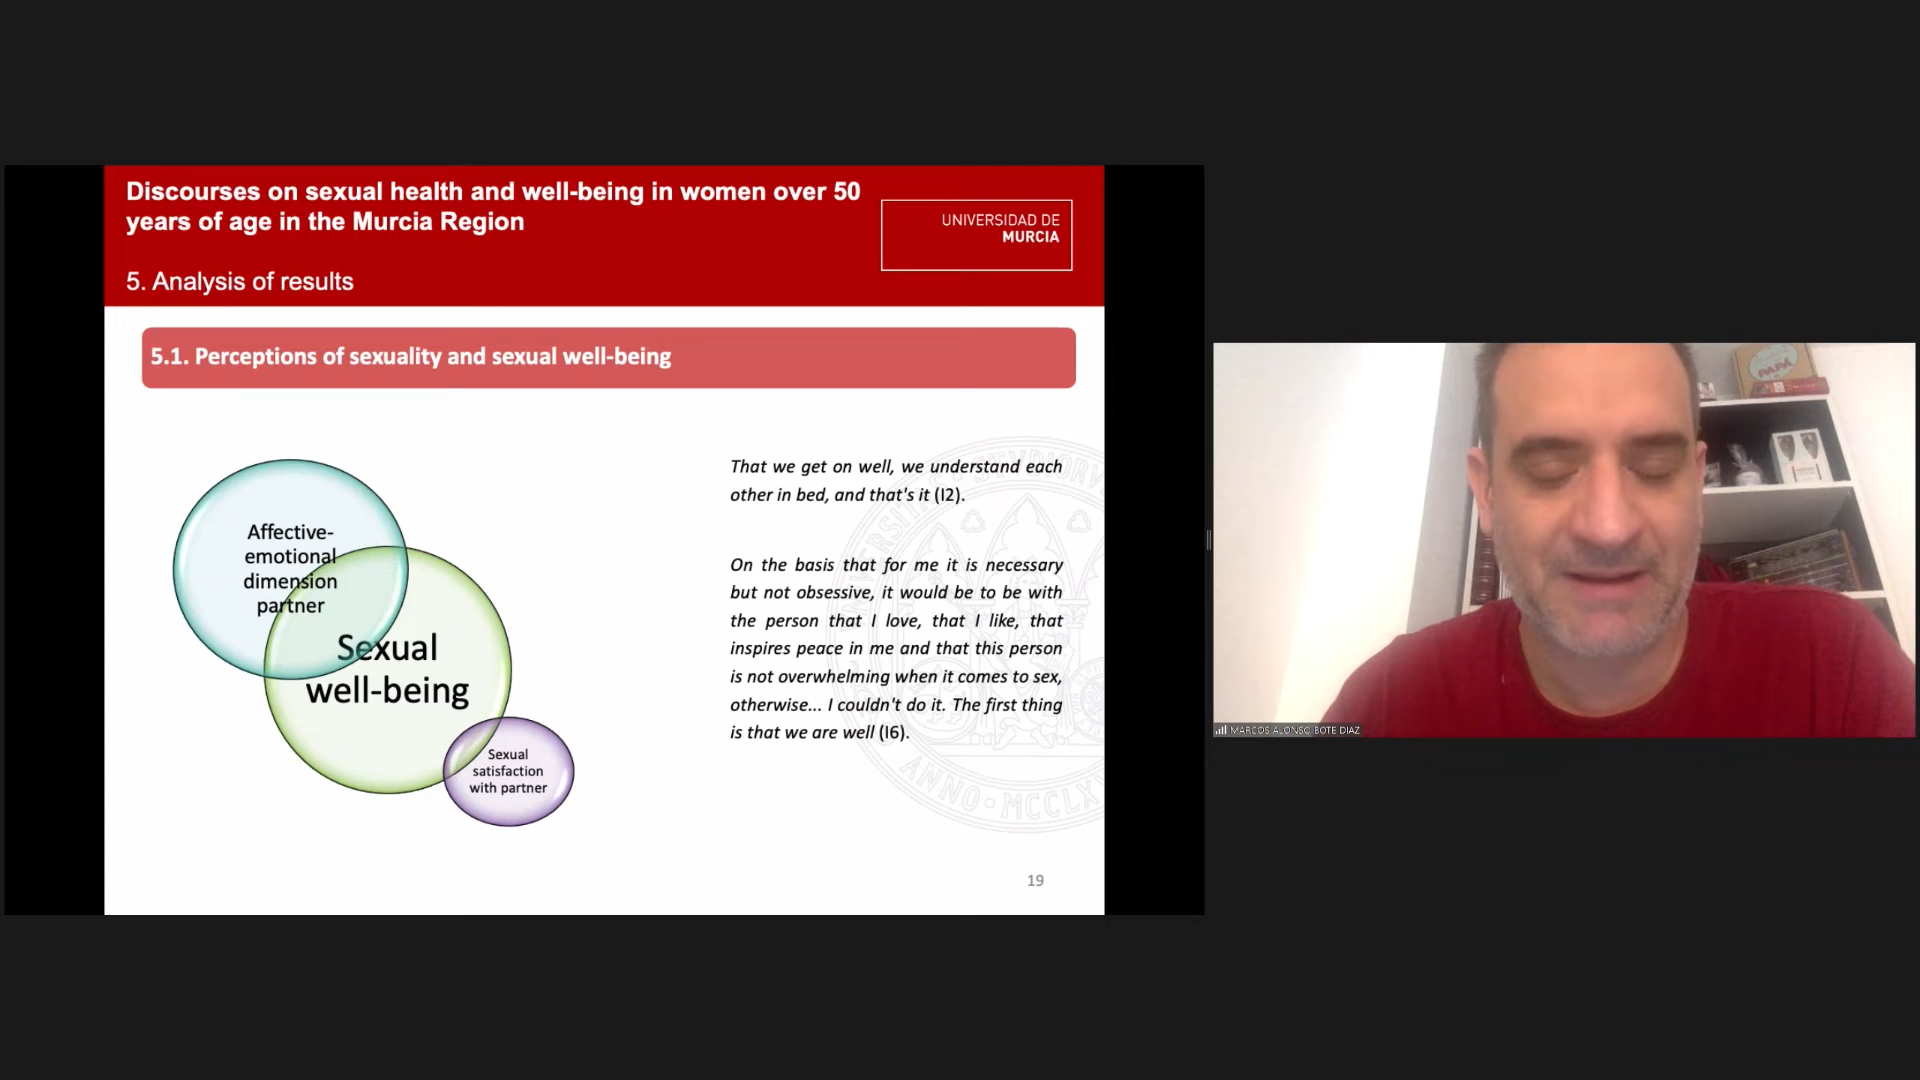 Discourses on sexual health and well-being in women over 50
years of age in the Murcia Region
UNIVERSIDAD DE
MURCIA
5. Analysis of results
5.1. Perceptions of sexuality and sexual well-being
Affective-
emotional
dimension
partner
Sexual
well-being
Sexual
satisfaction
with partner
That we get on well, we understand each
other in bed, and that's it (I2).
On the basis that for me it is necessary
but not obsessive, it would be to be with
the person that I love, that I like, that
inspires peace in me and that this person
is not overwhelming when it comes to sex,
otherwise... I couldn't do it. The first thing
is that we are well (I6).
ANNO • MCCLX
19
PAPÁ
MARCOS ALONSO BOTE DIAZ